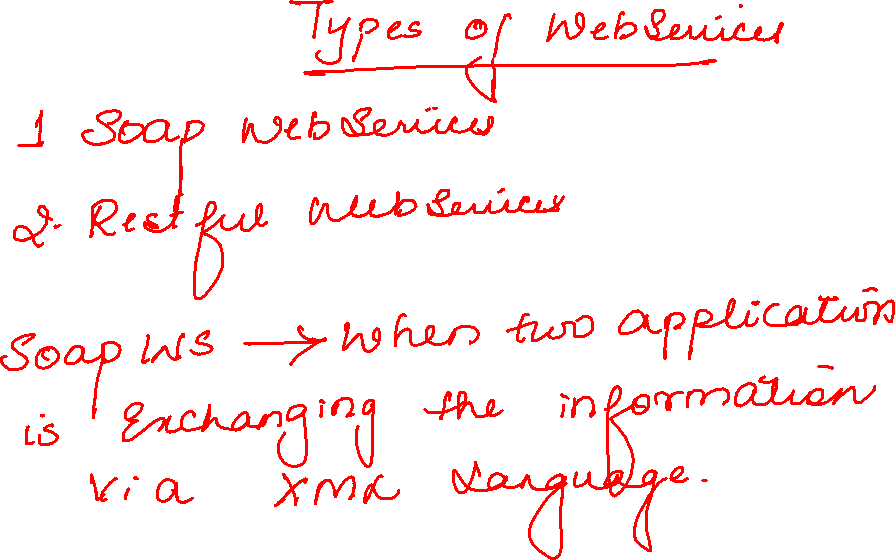 Types of WebServices
1 Soap WebServices
2. Restful WebServices
Soap WS → When two application
is Exchanging the information
via XML Language.